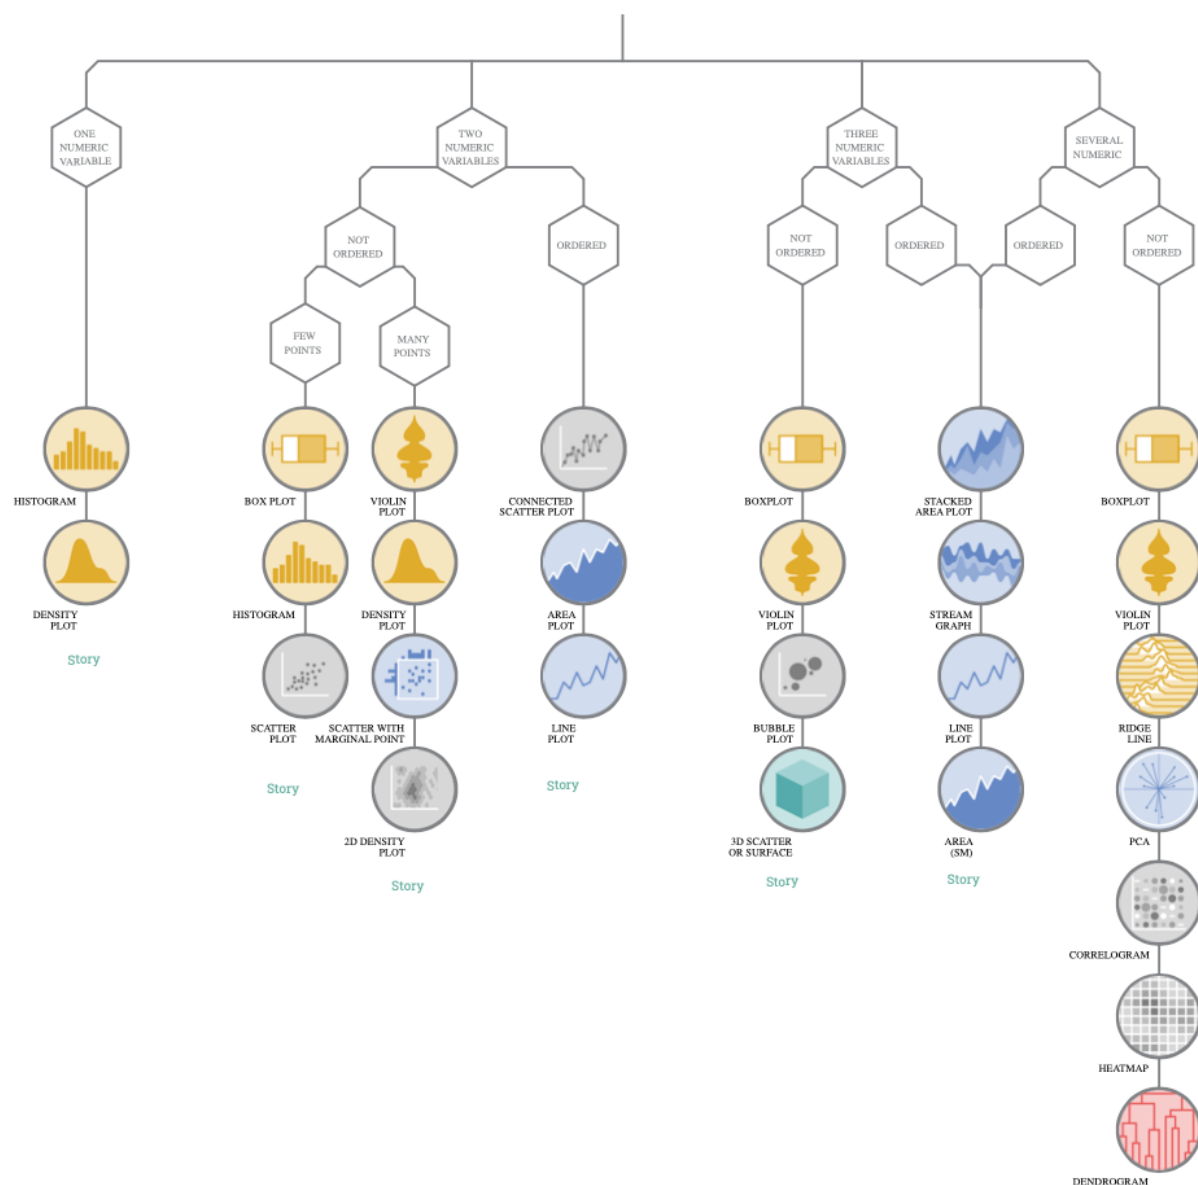 ONE
NUMERIC
VARIABLE
TWO
NUMERIC
VARIABLES
THREE
NUMERIC
VARIABLES
SEVERAL
NUMERIC
NOT
ORDERED
ORDERED
NOT
ORDERED
ORDERED
ORDERED
NOT
ORDERED
FEW
POINTS
MANY
POINTS
HISTOGRAM
BOX PLOT
VIOLIN
PLOT
CONNECTED
SCATTER PLOT
BOXPLOT
STACKED
AREA PLOT
BOXPLOT
DENSITY
PLOT
HISTOGRAM
DENSITY
PLOT
AREA
PLOT
VIOLIN
PLOT
STREAM
GRAPH
VIOLIN
PLOT
Story
SCATTER
PLOT
SCATTER WITH
MARGINAL POINT
LINE
PLOT
BUBBLE
PLOT
LINE
PLOT
RIDGE
LINE
Story
Story
2D DENSITY
PLOT
3D SCATTER
OR SURFACE
AREA
(SM)
PCA
Story
Story
Story
CORRELOGRAM
HEATMAP
DENDROGRAM